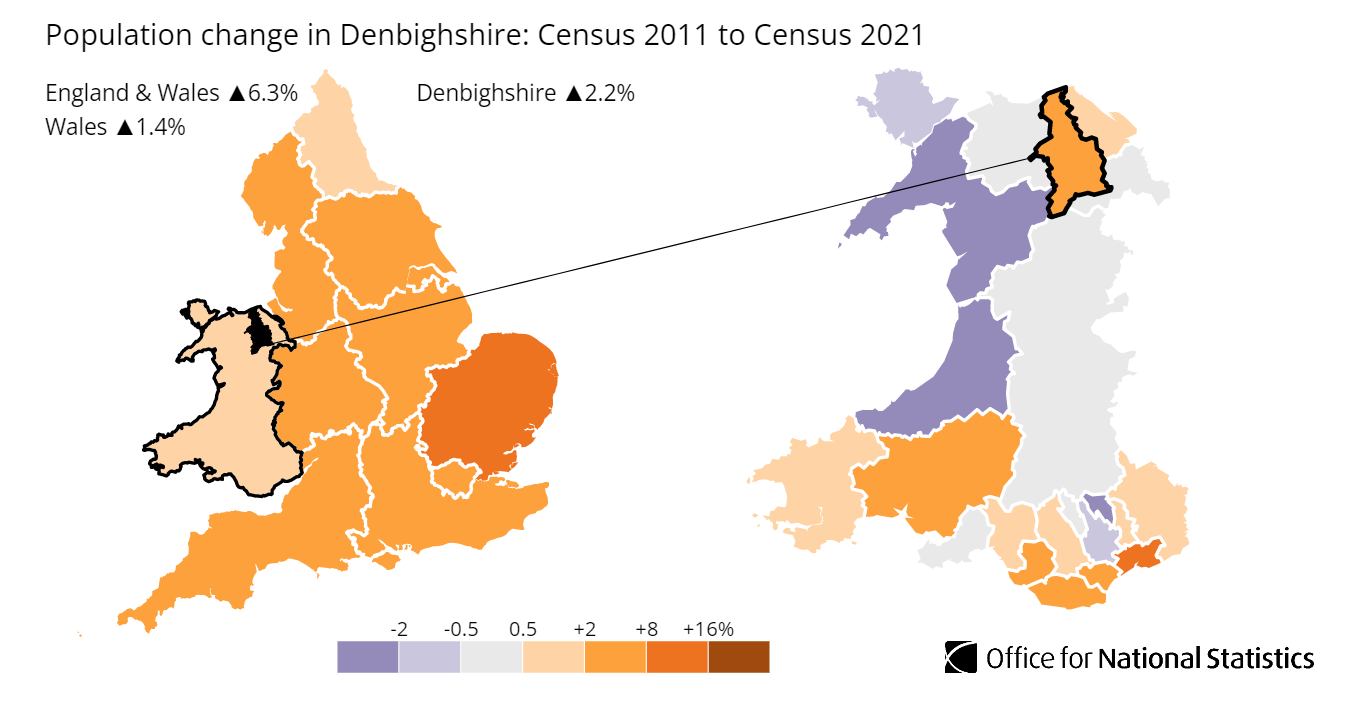 Population change in Denbighshire: Census 2011 to Census 2021
England & Wales ▲6.3%
Denbighshire ▲2.2%
Wales ▲1.4%
-2 -0.5 0.5 +2 +8 +16%
Office for National Statistics